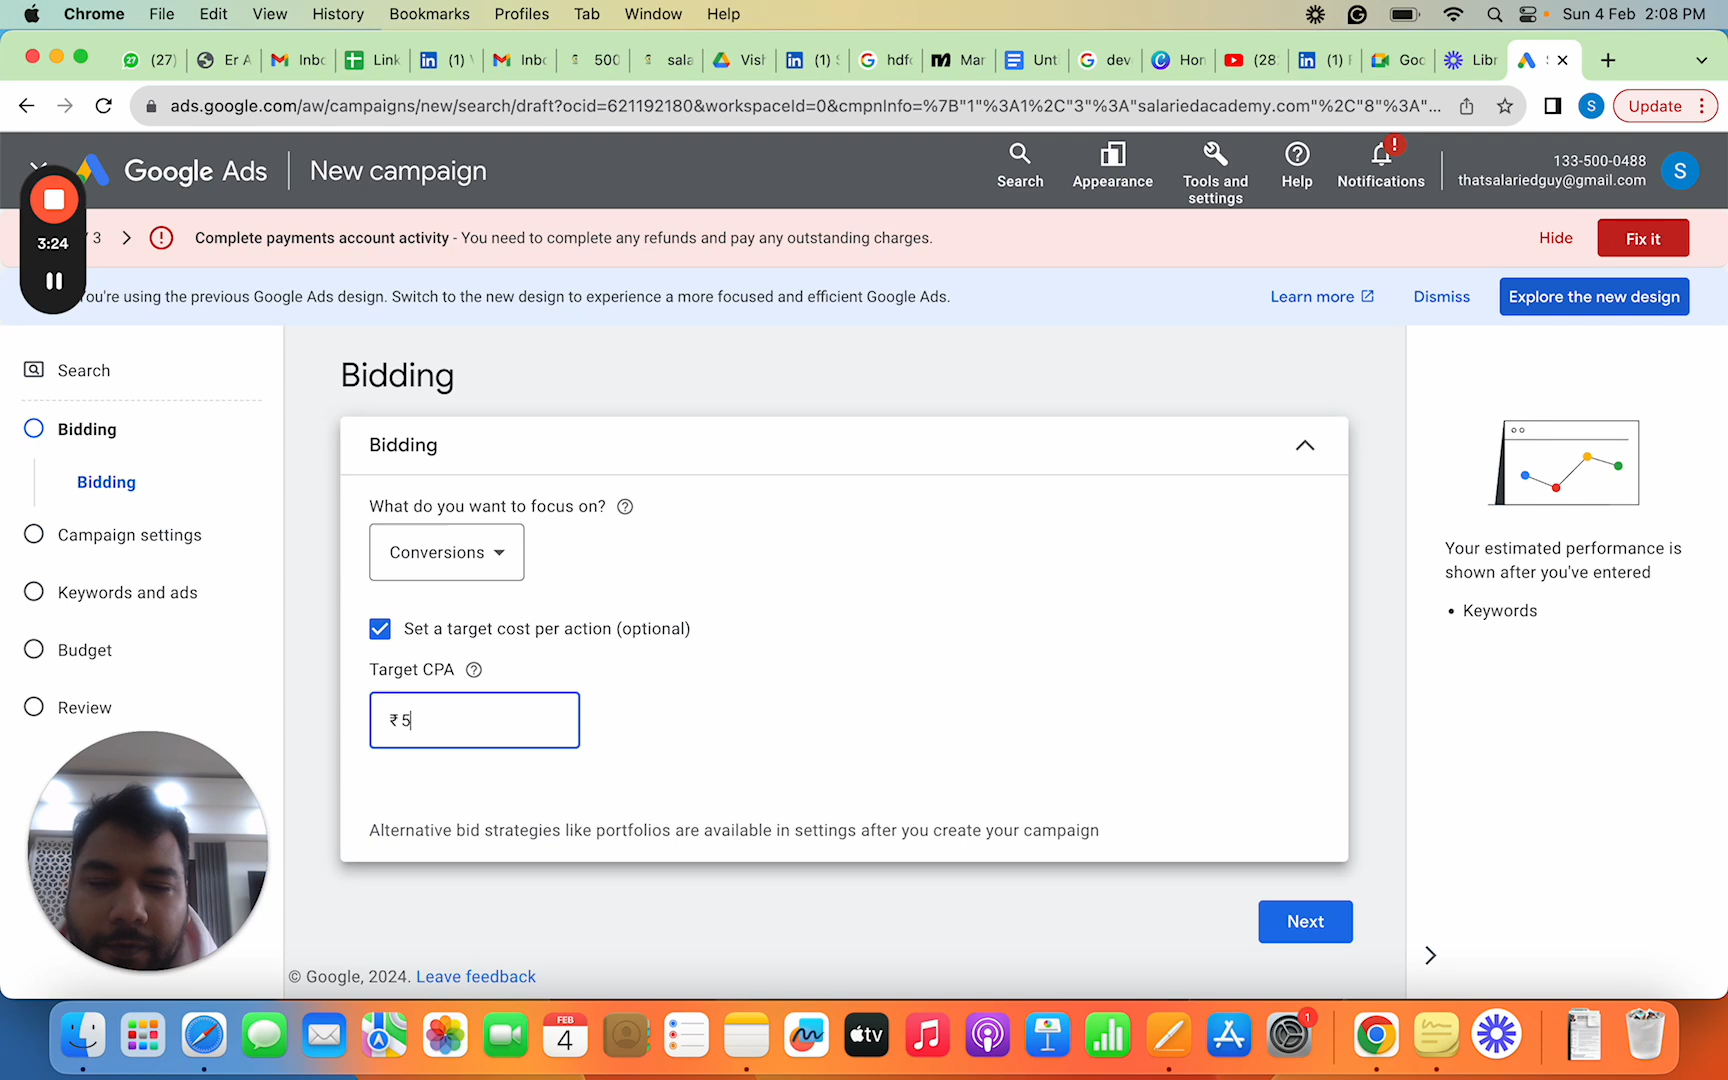 Chrome File Edit View History Bookmarks Profiles Tab Window Help Sun 4 Feb 2:08 PM
(27) Er A Inbc Link (1) Inbc 500 sala Vish (1) hdfc Mar Unt dev Hor (28 (1) Goo Libr
ads.google.com/aw/campaigns/new/search/draft?ocid=621192180&workspaceId=0&cmpnInfo=%7B"1"%3A1%2C"3"%3A"salariedacademy.com"%2C"8"%3A"... S Update
Google Ads New campaign
Search Appearance Tools and settings Help Notifications
133-500-0488
thatsalariedguy@gmail.com
S
3:24
/ 3 Complete payments account activity - You need to complete any refunds and pay any outstanding charges. Hide Fix it
You're using the previous Google Ads design. Switch to the new design to experience a more focused and efficient Google Ads. Learn more Dismiss Explore the new design
Search
Bidding
Bidding
Campaign settings
Keywords and ads
Budget
Review
Bidding
Bidding
What do you want to focus on?
Conversions
Set a target cost per action (optional)
Target CPA
₹ 5
Alternative bid strategies like portfolios are available in settings after you create your campaign
Next
Your estimated performance is
shown after you've entered
• Keywords
© Google, 2024. Leave feedback
FEB
4
tv
1